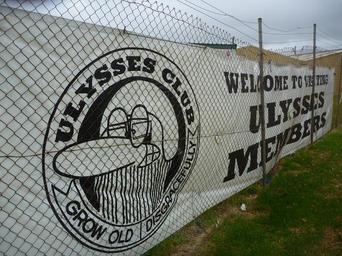 ULYSSES CLUB
GROW OLD DISGRACEFULLY
WELCOME TO VISITING
ULYSSES
MEMBERS